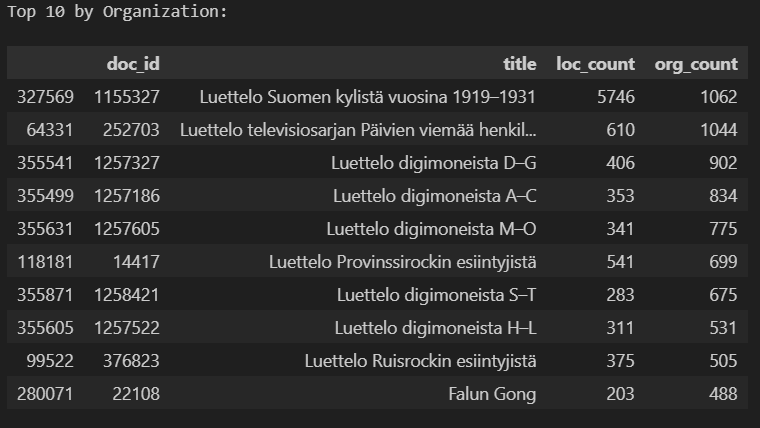 Top 10 by Organization:
doc_id title loc_count org_count
327569 1155327 Luettelo Suomen kylistä vuosina 1919–1931 5746 1062
64331 252703 Luettelo televisiosarjan Päivien viemää henkil... 610 1044
355541 1257327 Luettelo digimoneista D–G 406 902
355499 1257186 Luettelo digimoneista A–C 353 834
355631 1257605 Luettelo digimoneista M–O 341 775
118181 14417 Luettelo Provinssirockin esiintyjistä 541 699
355871 1258421 Luettelo digimoneista S–T 283 675
355605 1257522 Luettelo digimoneista H–L 311 531
99522 376823 Luettelo Ruisrockin esiintyjistä 375 505
280071 22108 Falun Gong 203 488